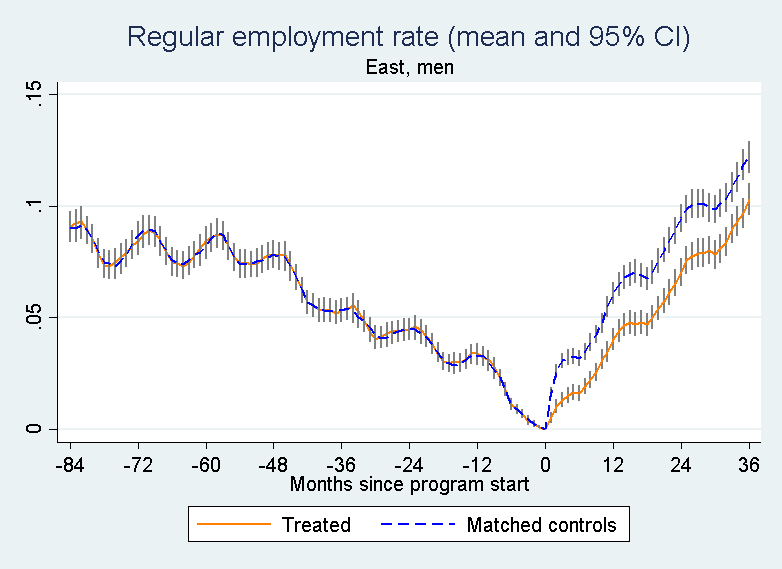 Regular employment rate (mean and 95% CI)
East, men
.15
.1
.05
0
-84 -72 -60 -48 -36 -24 -12 0 12 24 36
Months since program start
Treated Matched controls